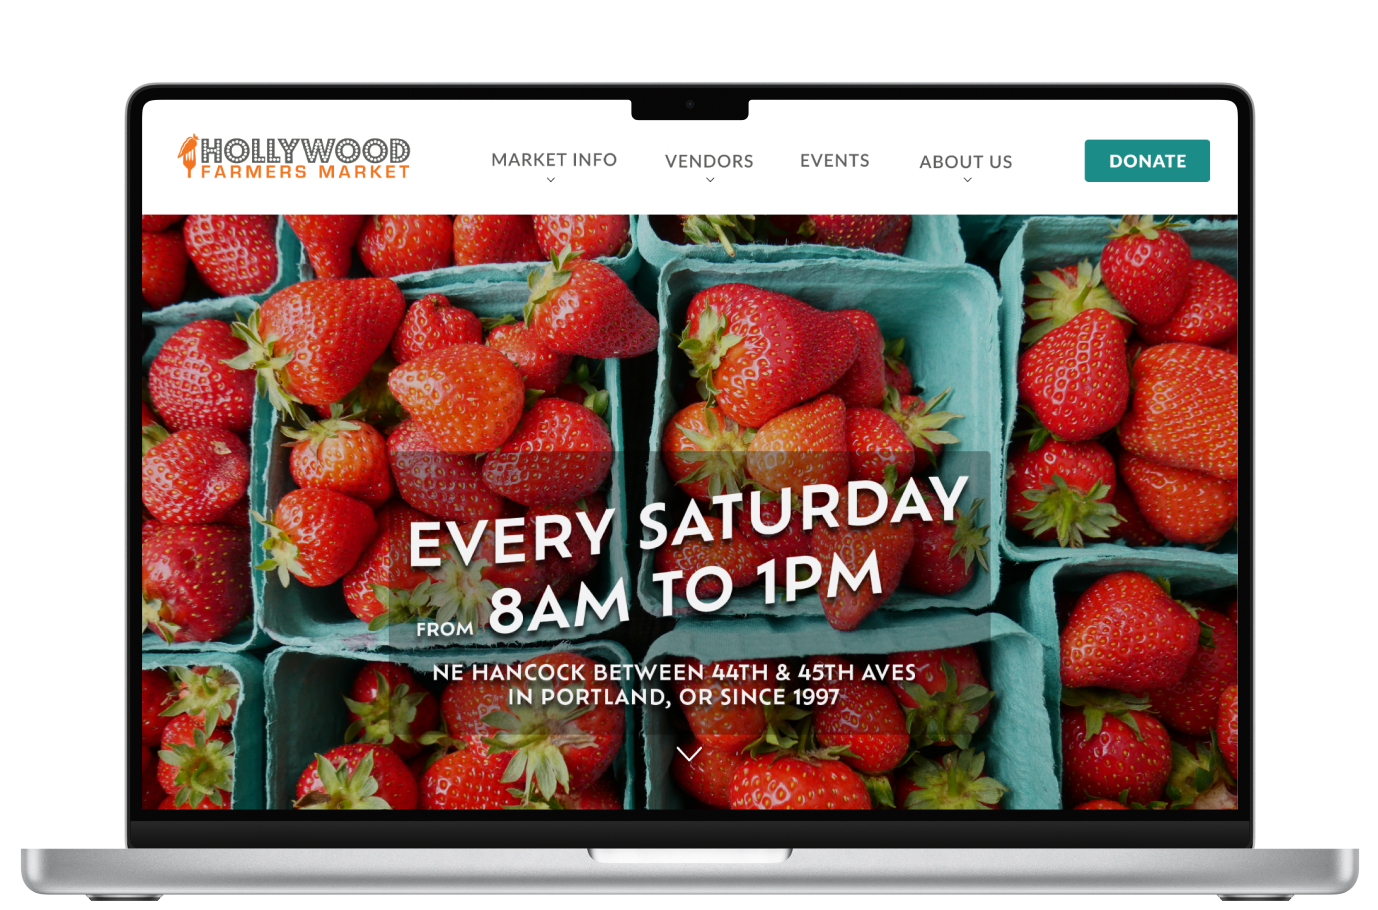 HOLLYWOOD
FARMERS MARKET
MARKET INFO
VENDORS
EVENTS
ABOUT US
DONATE
EVERY SATURDAY
FROM 8AM TO 1PM
NE HANCOCK BETWEEN 44TH & 45TH AVES
IN PORTLAND, OR SINCE 1997